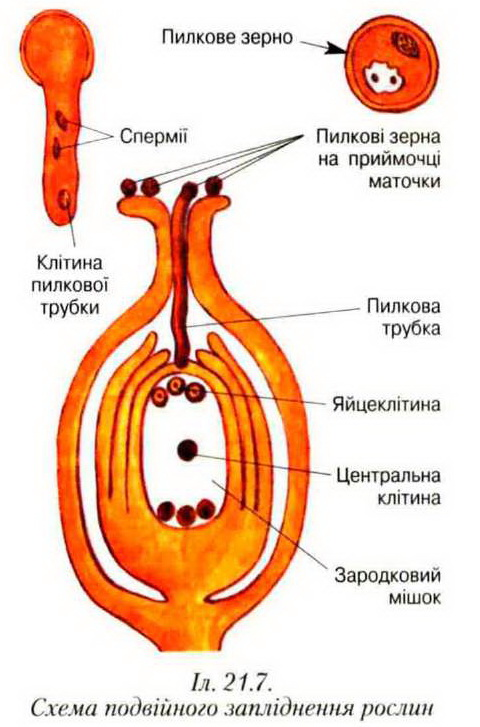 Пилкове зерно
Спермії
Пилкові зерна
на приймочці
маточки
Клітина
пилкової
трубки
Пилкова
трубка
Яйцеклітина
Центральна
клітина
Зародковий
мішок
Іл. 21.7.
Схема подвійного запліднення рослин